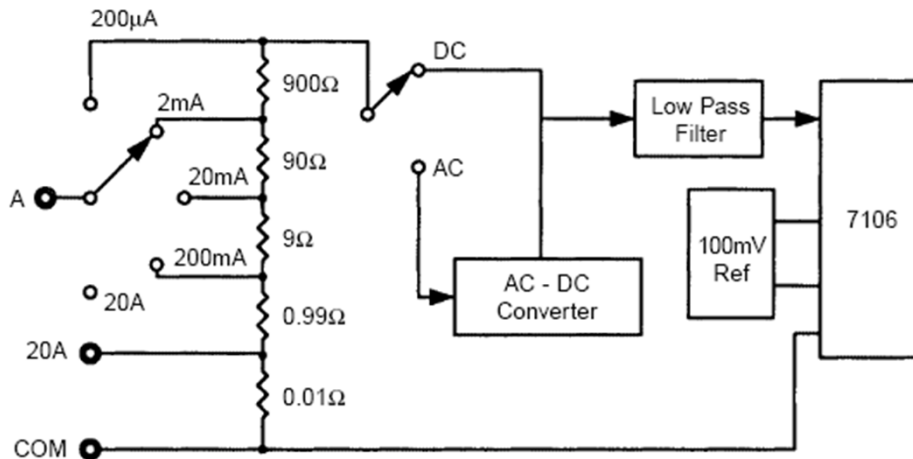 200µA
DC
900Ω
2mA
Low Pass
Filter
AC
90Ω
20mA
A
7106
100mV
Ref
9Ω
200mA
AC - DC
Converter
20A
0.99Ω
20A
0.01Ω
COM